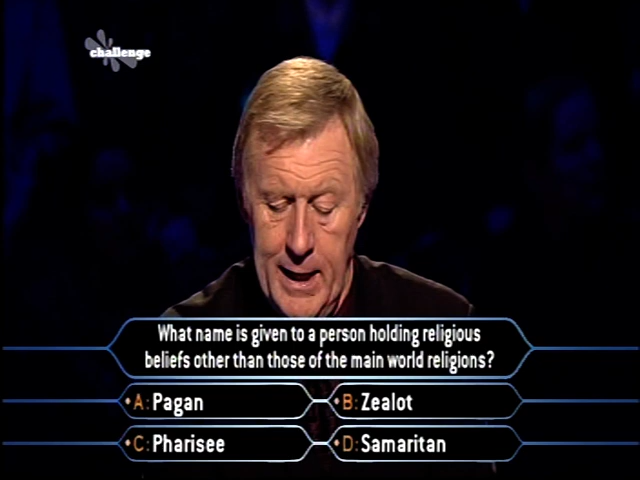 challenge
What name is given to a person holding religious
beliefs other than those of the main world religions?
A: Pagan
B: Zealot
C: Pharisee
D: Samaritan